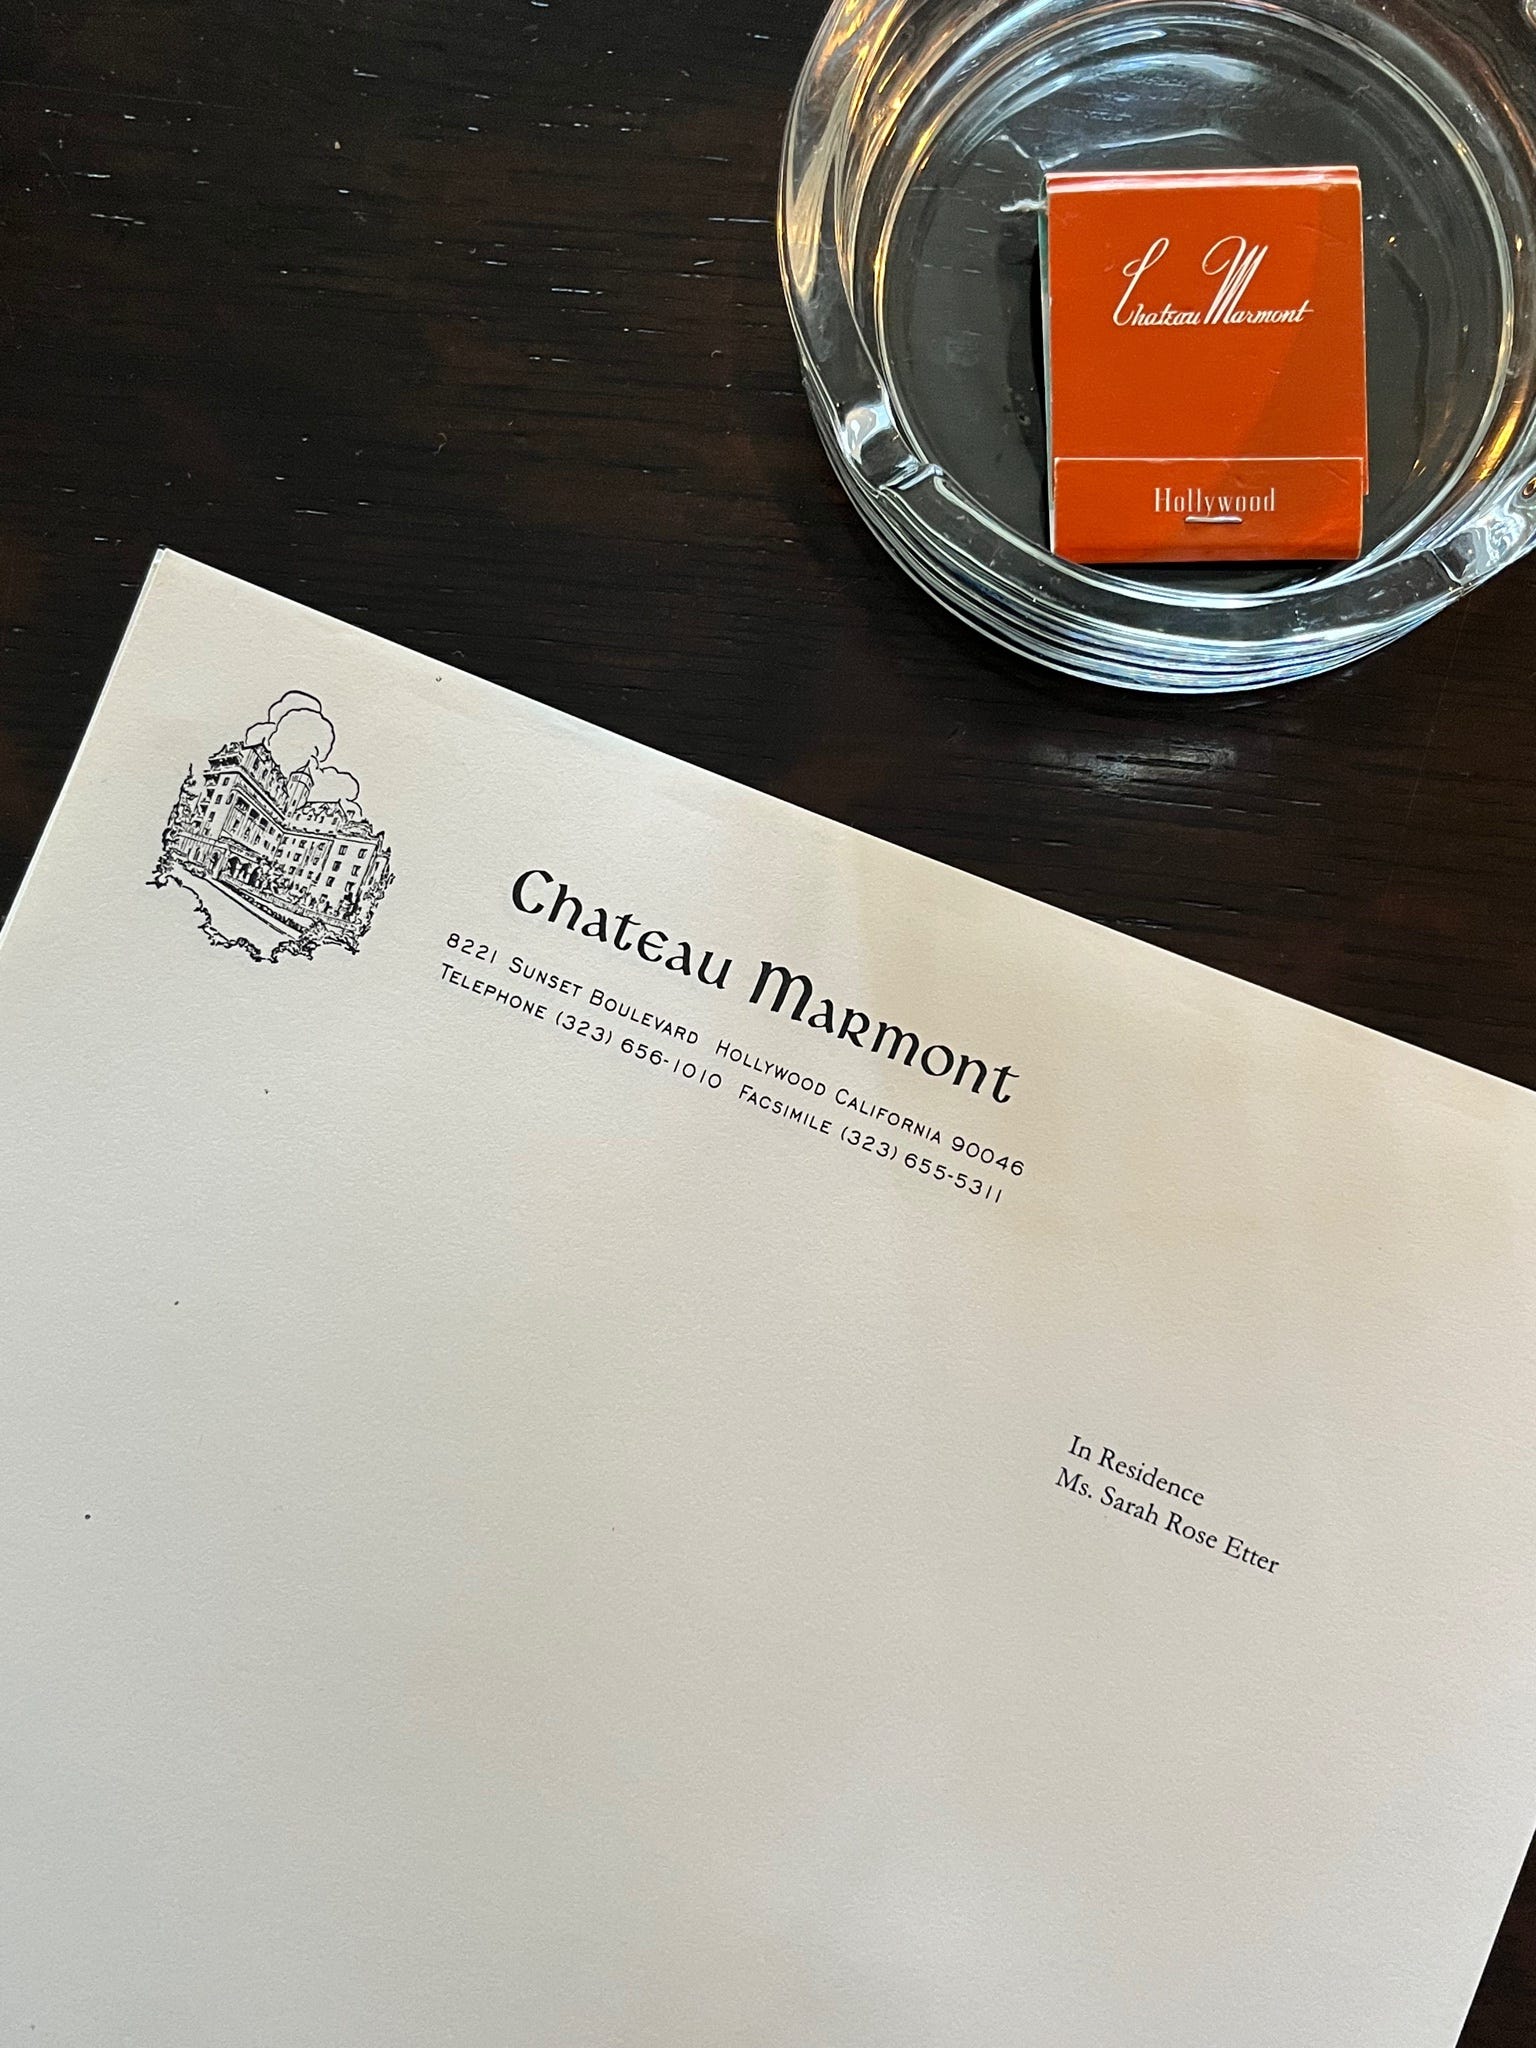 Chateau Marmont
Hollywood
Chateau Marmont
8221 Sunset Boulevard Hollywood California 90046
Telephone (323) 656-1010 Facsimile (323) 655-5311
In Residence
Ms. Sarah Rose Etter